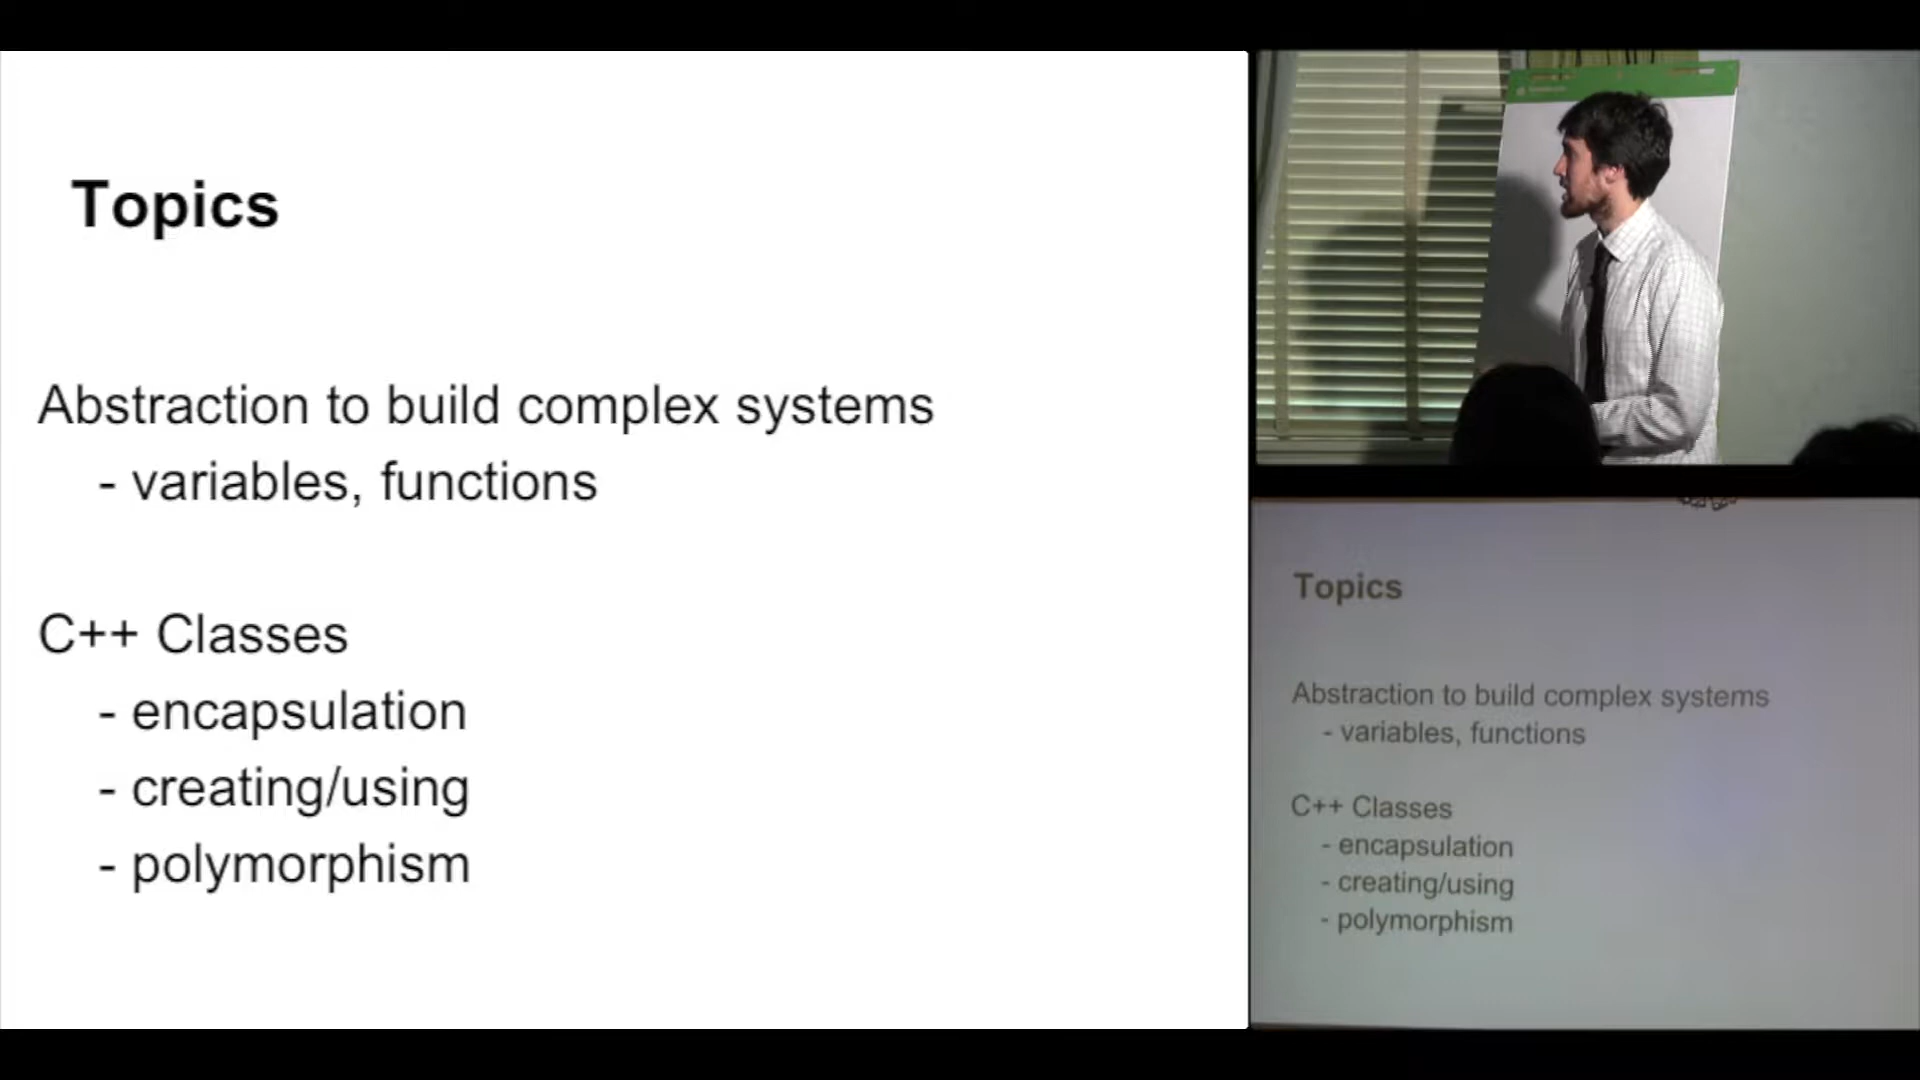 Topics
Abstraction to build complex systems
- variables, functions
C++ Classes
- encapsulation
- creating/using
- polymorphism
Topics
Abstraction to build complex systems
- variables, functions
C++ Classes
- encapsulation
- creating/using
- polymorphism